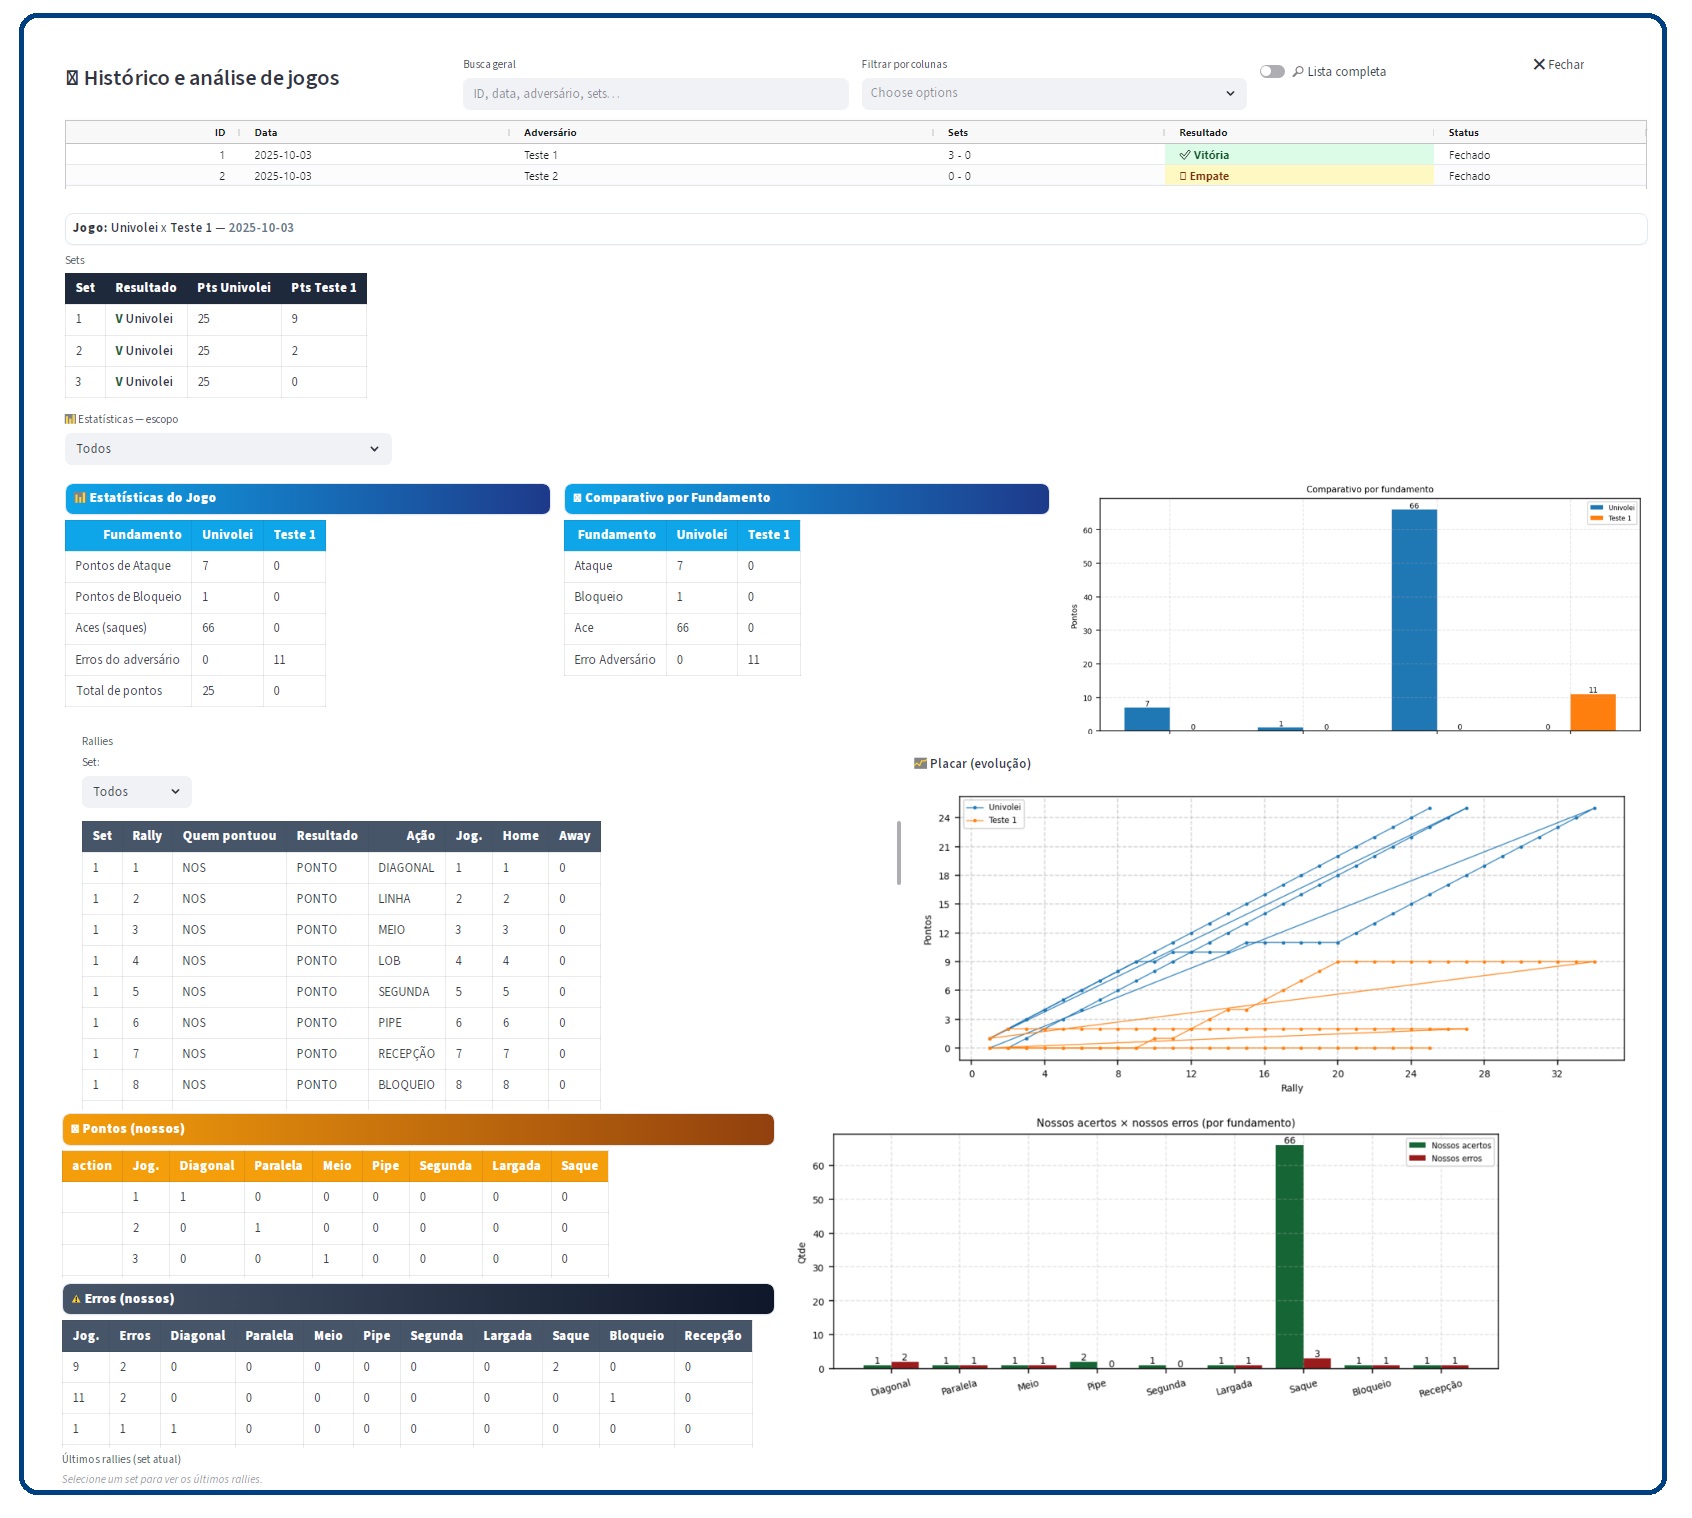 Histórico e análise de jogos
Busca geral
ID, data, adversário, sets...
Filtrar por colunas
Choose options
Lista completa
Fechar
ID Data Adversário Sets Resultado Status
1 2025-10-03 Teste 1 3 - 0 Vitória Fechado
2 2025-10-03 Teste 2 0 - 0 Empate Fechado
Jogo: Univolei x Teste 1 — 2025-10-03
Sets
Set Resultado Pts Univolei Pts Teste 1
1 V Univolei 25 9
2 V Univolei 25 2
3 V Univolei 25 0
Estatísticas — escopo
Todos
Estatísticas do Jogo
Fundamento Univolei Teste 1
Pontos de Ataque 7 0
Pontos de Bloqueio 1 0
Aces (saques) 66 0
Erros do adversário 0 11
Total de pontos 25 0
Comparativo por Fundamento
Fundamento Univolei Teste 1
Ataque 7 0
Bloqueio 1 0
Ace 66 0
Erro Adversário 0 11
Comparativo por fundamento
Univolei
Teste 1
Pontos
60
50
40
30
20
10
0
7 0 1 0 66 0 0 11
Rallies
Set:
Todos
Set Rally Quem pontuou Resultado Ação Jog. Home Away
1 1 NOS PONTO DIAGONAL 1 1 0
1 2 NOS PONTO LINHA 2 2 0
1 3 NOS PONTO MEIO 3 3 0
1 4 NOS PONTO LOB 4 4 0
1 5 NOS PONTO SEGUNDA 5 5 0
1 6 NOS PONTO PIPE 6 6 0
1 7 NOS PONTO RECEPÇÃO 7 7 0
1 8 NOS PONTO BLOQUEIO 8 8 0
Placar (evolução)
Univolei
Teste 1
Pontos
24
21
18
15
12
9
6
3
0
0 4 8 12 16 20 24 28 32
Rally
Pontos (nossos)
action Jog. Diagonal Paralela Meio Pipe Segunda Largada Saque
1 1 0 0 0 0 0 0
2 0 1 0 0 0 0 0
3 0 0 1 0 0 0 0
Erros (nossos)
Jog. Erros Diagonal Paralela Meio Pipe Segunda Largada Saque Bloqueio Recepção
9 2 0 0 0 0 0 0 2 0 0
11 2 0 0 0 0 0 0 0 1 0
1 1 1 0 0 0 0 0 0 0 0
Últimos rallies (set atual)
Selecione um set para ver os últimos rallies.
Nossos acertos × nossos erros (por fundamento)
Nossos acertos
Nossos erros
Qtde
60
50
40
30
20
10
0
1 2 1 1 1 1 2 0 1 0 1 1 66 3 1 1 1 1
Diagonal Paralela Meio Pipe Segunda Largada Saque Bloqueio Recepção